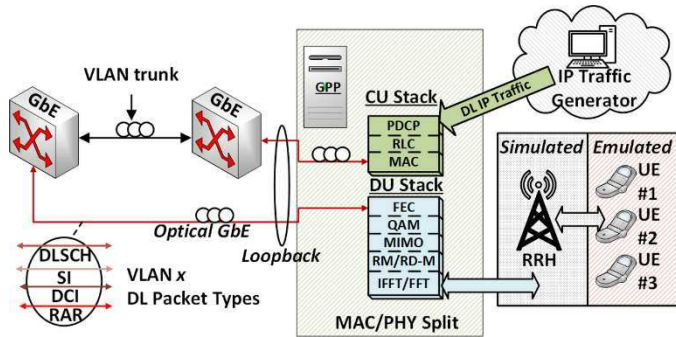 VLAN trunk
GbE
GbE
GPP
CU Stack
PDCP
RLC
MAC
DL IP Traffic
IP Traffic
Generator
DU Stack
FEC
QAM
MIMO
RM/RD-M
IFFT/FFT
Simulated
Emulated
RRH
UE
#1
UE
#2
UE
#3
Optical GbE
Loopback
DLSCH
SI
DCI
RAR
VLAN x
DL Packet Types
MAC/PHY Split